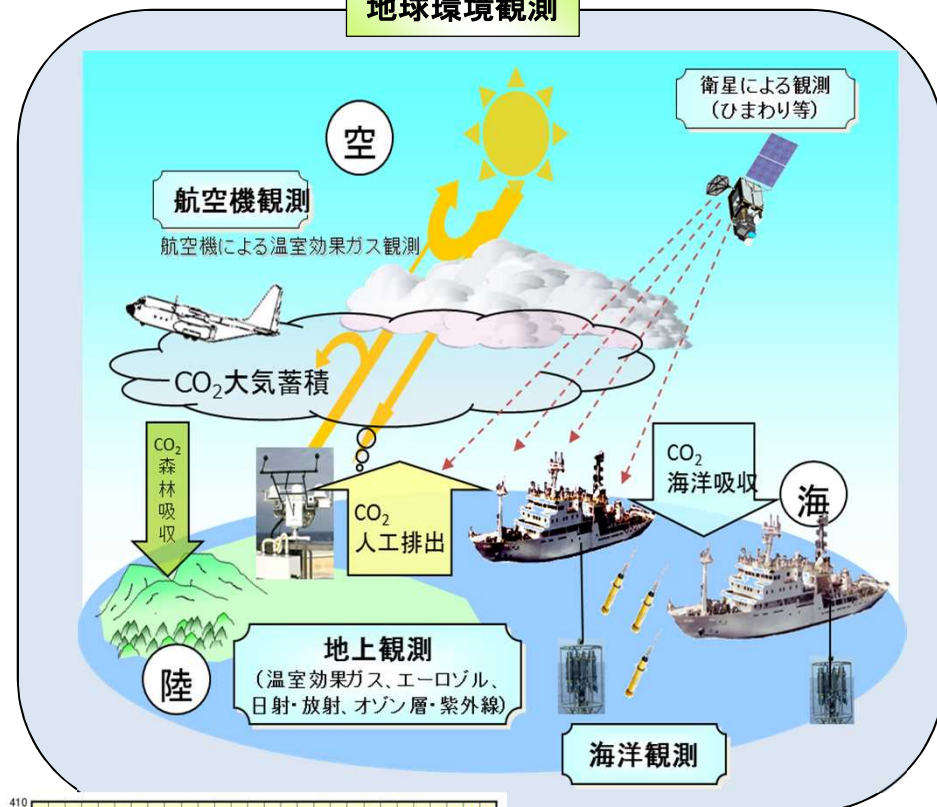 地球環境観測
衛星による観測
（ひまわり等）
空
航空機観測
航空機による温室効果ガス観測
CO₂大気蓄積
CO₂
森
林
吸
収
CO₂
人工排出
CO₂
海洋吸収
海
陸
地上観測
（温室効果ガス、エーロゾル、
日射・放射、オゾン層・紫外線）
海洋観測
410